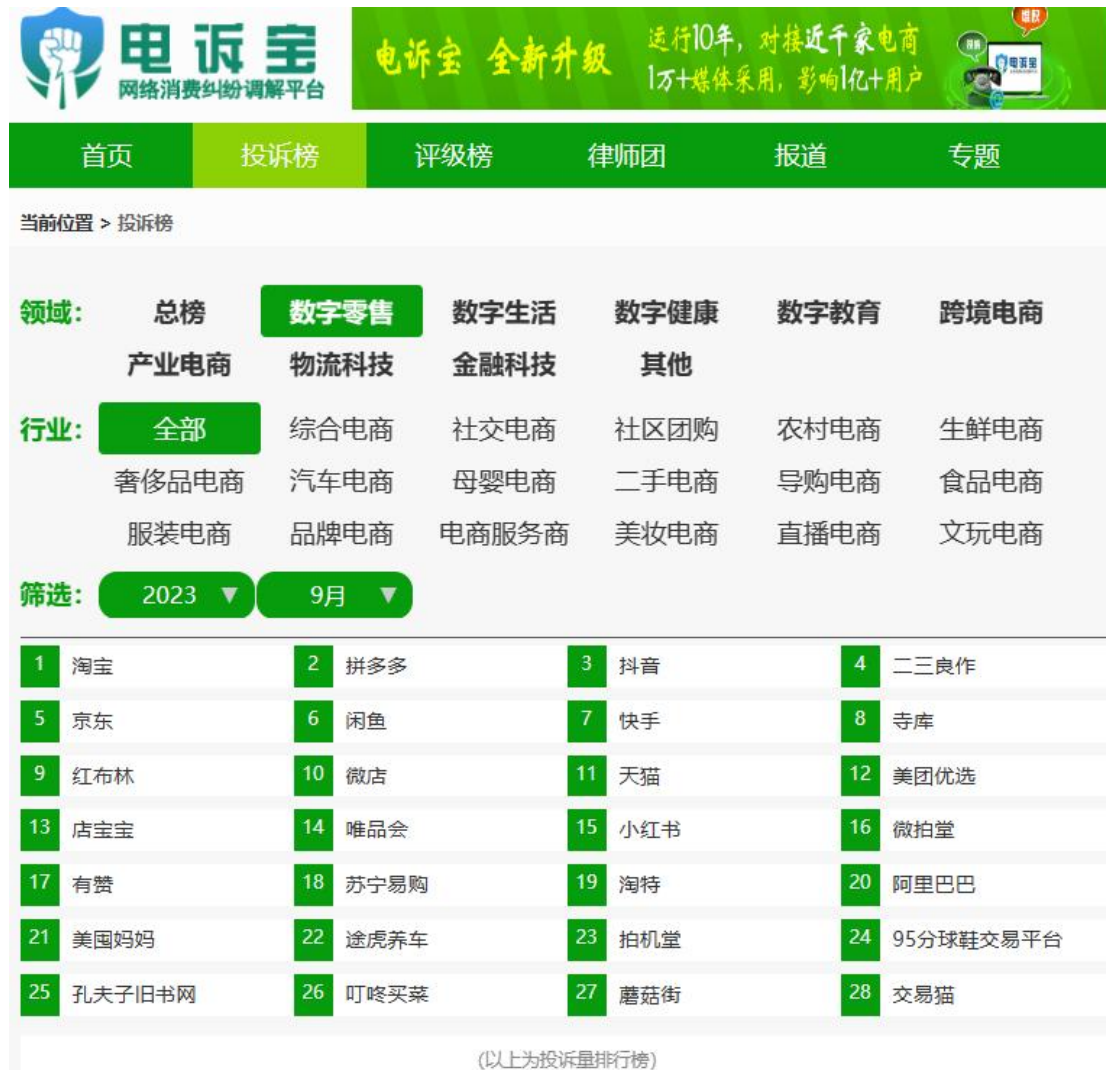 电诉宝
网络消费纠纷调解平台
电诉宝 全新升级
运行10年，对接近千家电商
1万+媒体采用，影响1亿+用户
维权
电诉宝
首页 投诉榜 评级榜 律师团 报道 专题
当前位置 > 投诉榜
领域： 总榜 数字零售 数字生活 数字健康 数字教育 跨境电商
产业电商 物流科技 金融科技 其他
行业： 全部 综合电商 社交电商 社区团购 农村电商 生鲜电商
奢侈品电商 汽车电商 母婴电商 二手电商 导购电商 食品电商
服装电商 品牌电商 电商服务商 美妆电商 直播电商 文玩电商
筛选： 2023 ▼ 9月 ▼
1 淘宝 2 拼多多 3 抖音 4 二三良作
5 京东 6 闲鱼 7 快手 8 寺库
9 红布林 10 微店 11 天猫 12 美团优选
13 店宝宝 14 唯品会 15 小红书 16 微拍堂
17 有赞 18 苏宁易购 19 淘特 20 阿里巴巴
21 美囤妈妈 22 途虎养车 23 拍机堂 24 95分球鞋交易平台
25 孔夫子旧书网 26 叮咚买菜 27 蘑菇街 28 交易猫
(以上为投诉量排行榜)